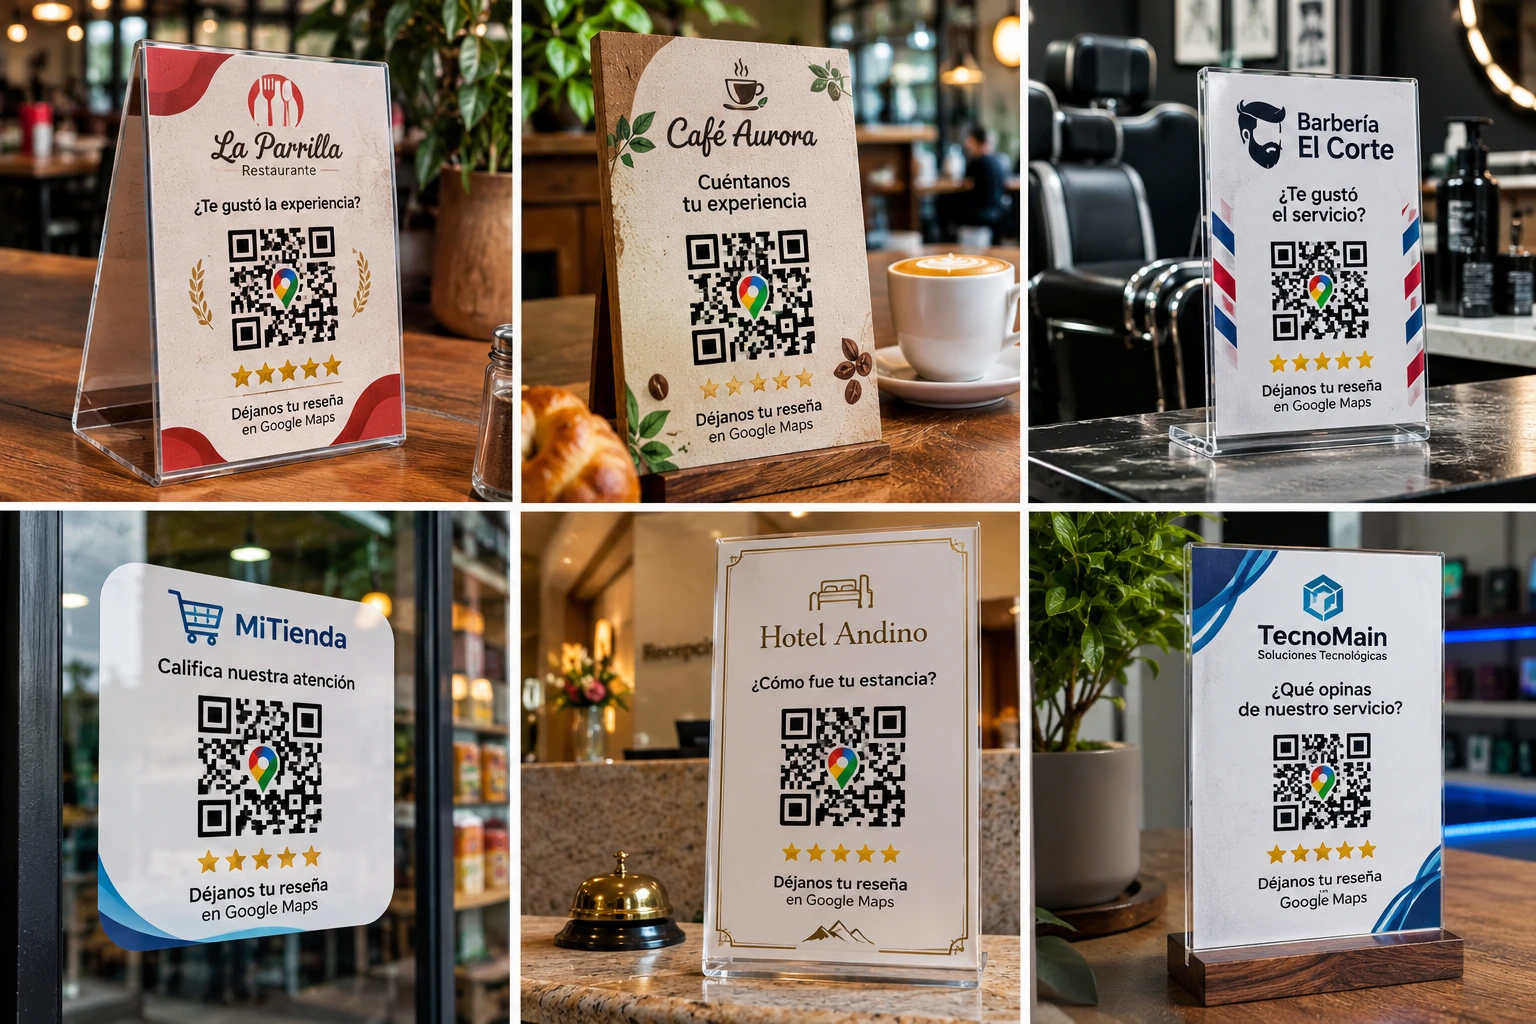 La Parrilla
Restaurante
¿Te gustó la experiencia?
Déjanos tu reseña
en Google Maps
Café Aurora
Cuéntanos
tu experiencia
Déjanos tu reseña
en Google Maps
Barbería
El Corte
¿Te gustó
el servicio?
Déjanos tu reseña
en Google Maps
MiTienda
Califica nuestra atención
Déjanos tu reseña
en Google Maps
Recepci
Hotel Andino
¿Cómo fue tu estancia?
Déjanos tu reseña
en Google Maps
TecnoMain
Soluciones Tecnológicas
¿Qué opinas
de nuestro servicio?
Déjanos tu reseña
Google Maps